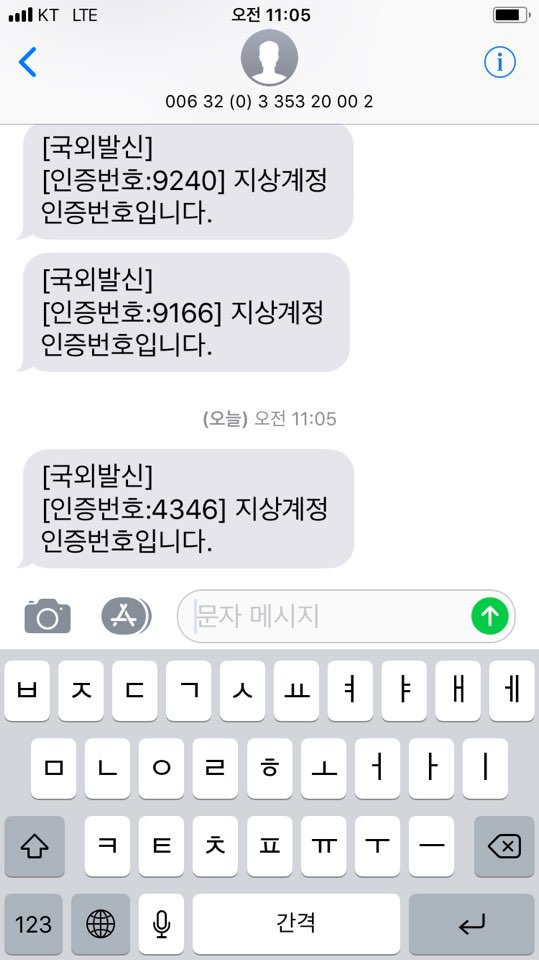 KT LTE 오전 11:05
006 32 (0) 3 353 20 00 2
[국외발신]
[인증번호:9240] 지상계정
인증번호입니다.
[국외발신]
[인증번호:9166] 지상계정
인증번호입니다.
(오늘) 오전 11:05
[국외발신]
[인증번호:4346] 지상계정
인증번호입니다.
문자 메시지
ㅂ ㅈ ㄷ ㄱ ㅅ ㅛ ㅕ ㅑ ㅐ ㅔ
ㅁ ㄴ ㅇ ㄹ ㅎ ㅗ ㅓ ㅏ ㅣ
ㅋ ㅌ ㅊ ㅍ ㅠ ㅜ ㅡ
123 간격